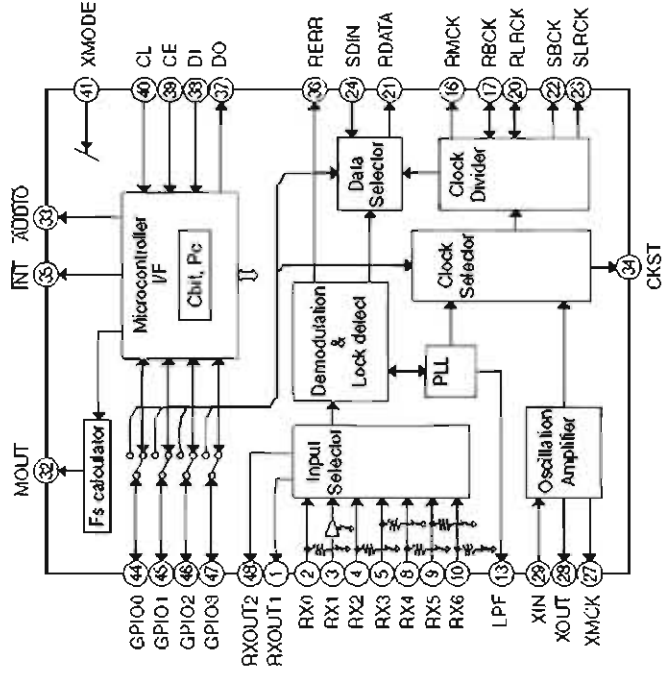 MOUT
32
INT
35
AUDIO
33
41
XMODE
Fs calculator
Microcontroller
I/F
Cbit, Pc
40
CL
39
CE
38
DI
37
DO
GPIO0
44
GPIO1
45
GPIO2
46
GPIO3
47
RXOUT2
48
RXOUT1
1
RX0
2
RX1
3
RX2
4
RX3
5
RX4
8
RX5
9
RX6
10
LPF
13
XIN
29
XOUT
28
XMCK
27
Input
Selector
Demodulation
&
Lock detect
PLL
Oscillation
Amplifier
Data
Selector
Clock
Selector
Clock
Divider
RERR
SDIN
24
RDATA
21
16
RMCK
17
RBCK
20
RLRCK
22
SBCK
23
SLRCK
34
CKST